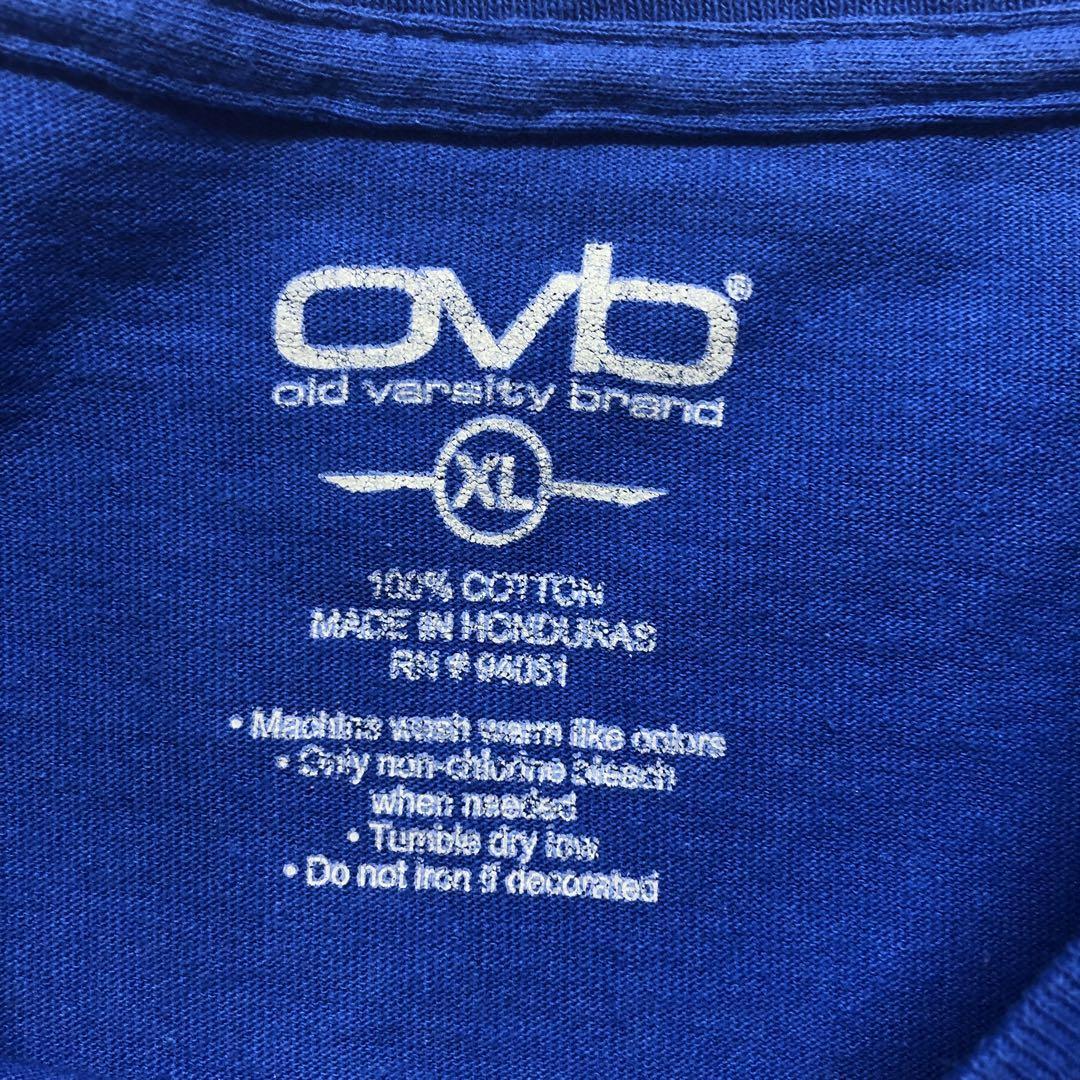 ovb®
old varsity brand
XL
100% COTTON
MADE IN HONDURAS
RN # 94051
• Machine wash warm like colors
• Only non-chlorine bleach
when needed
• Tumble dry low
• Do not iron if decorated